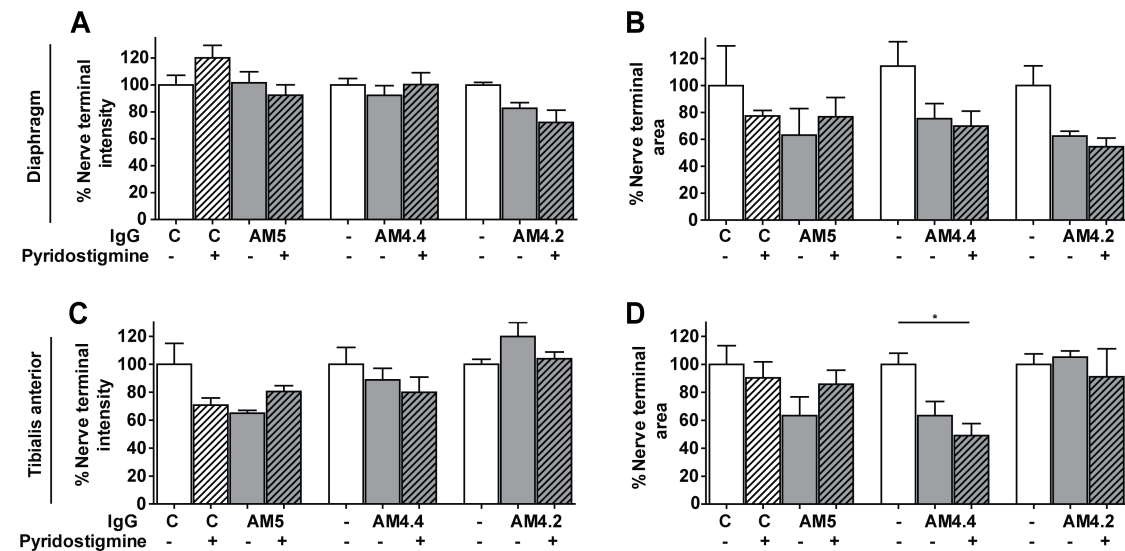 A
Diaphragm
% Nerve terminal
intensity
120
100
80
60
40
20
0
IgG C C AM5 - AM4.4 - AM4.2
Pyridostigmine - + - + - - + - - +
B
% Nerve terminal
area
120
100
80
60
40
20
0
C C AM5 - AM4.4 - AM4.2
- + - + - - + - - +
C
Tibialis anterior
% Nerve terminal
intensity
120
100
80
60
40
20
0
IgG C C AM5 - AM4.4 - AM4.2
Pyridostigmine - + - + - - + - - +
D
% Nerve terminal
area
*
120
100
80
60
40
20
0
C C AM5 - AM4.4 - AM4.2
- + - + - - + - - +